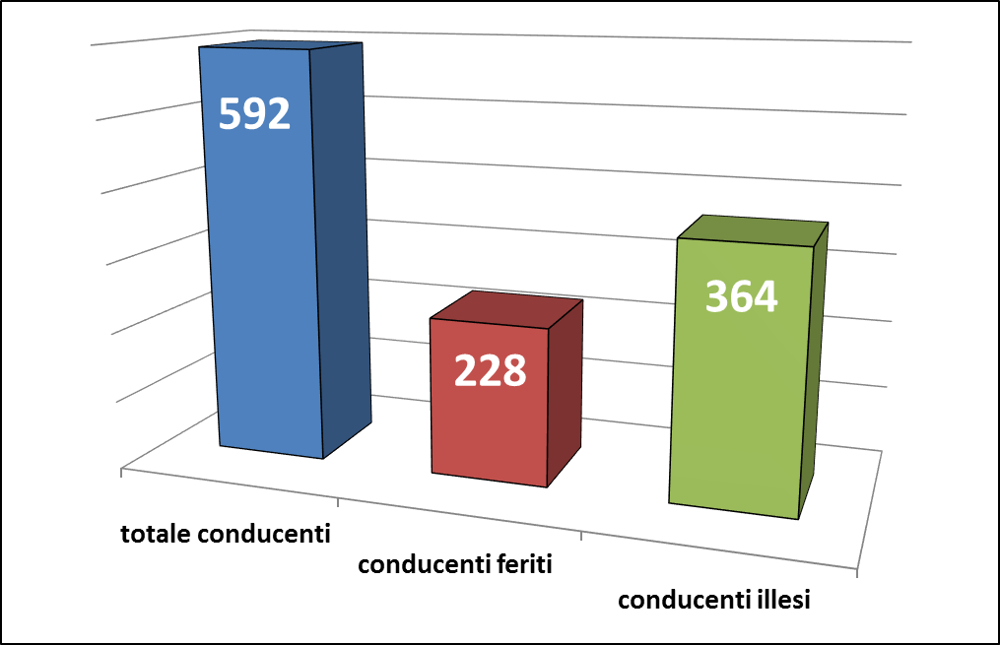 592
228
364
totale conducenti
conducenti feriti
conducenti illesi